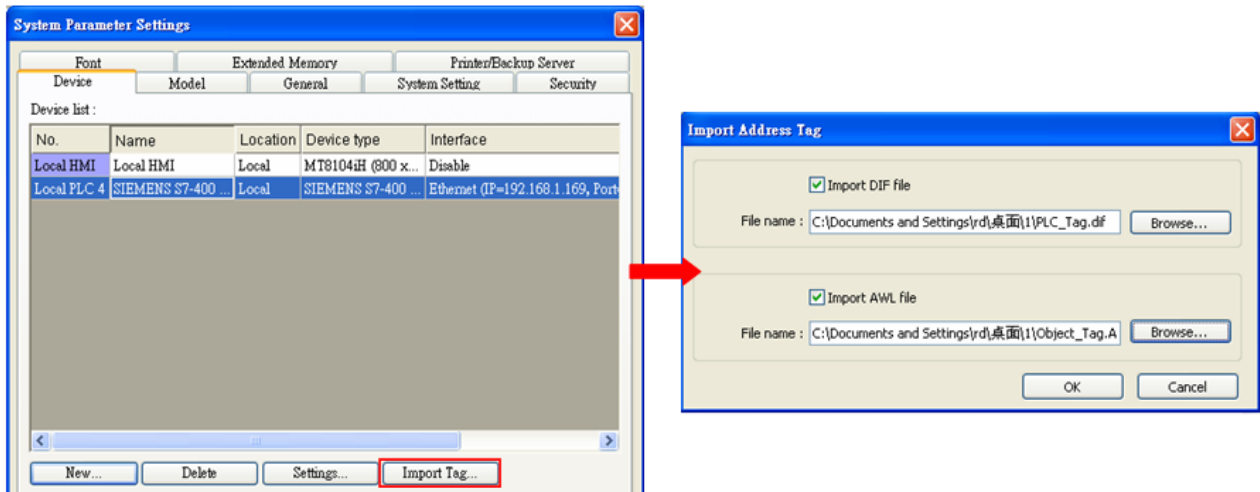 System Parameter Settings
Font Extended Memory Printer/Backup Server
Device Model General System Setting Security
Device list :
No. Name Location Device type Interface
Local HMI Local HMI Local MT8104iH (800 x... Disable
Local PLC 4 SIEMENS S7-400 ... Local SIEMENS S7-400 ... Ethernet (IP=192.168.1.169, Port
New... Delete Settings... Import Tag...
Import Address Tag
Import DIF file
File name : C:\Documents and Settings\rd\桌面\1\PLC_Tag.dif Browse...
Import AWL file
File name : C:\Documents and Settings\rd\桌面\1\Object_Tag.A Browse...
OK Cancel